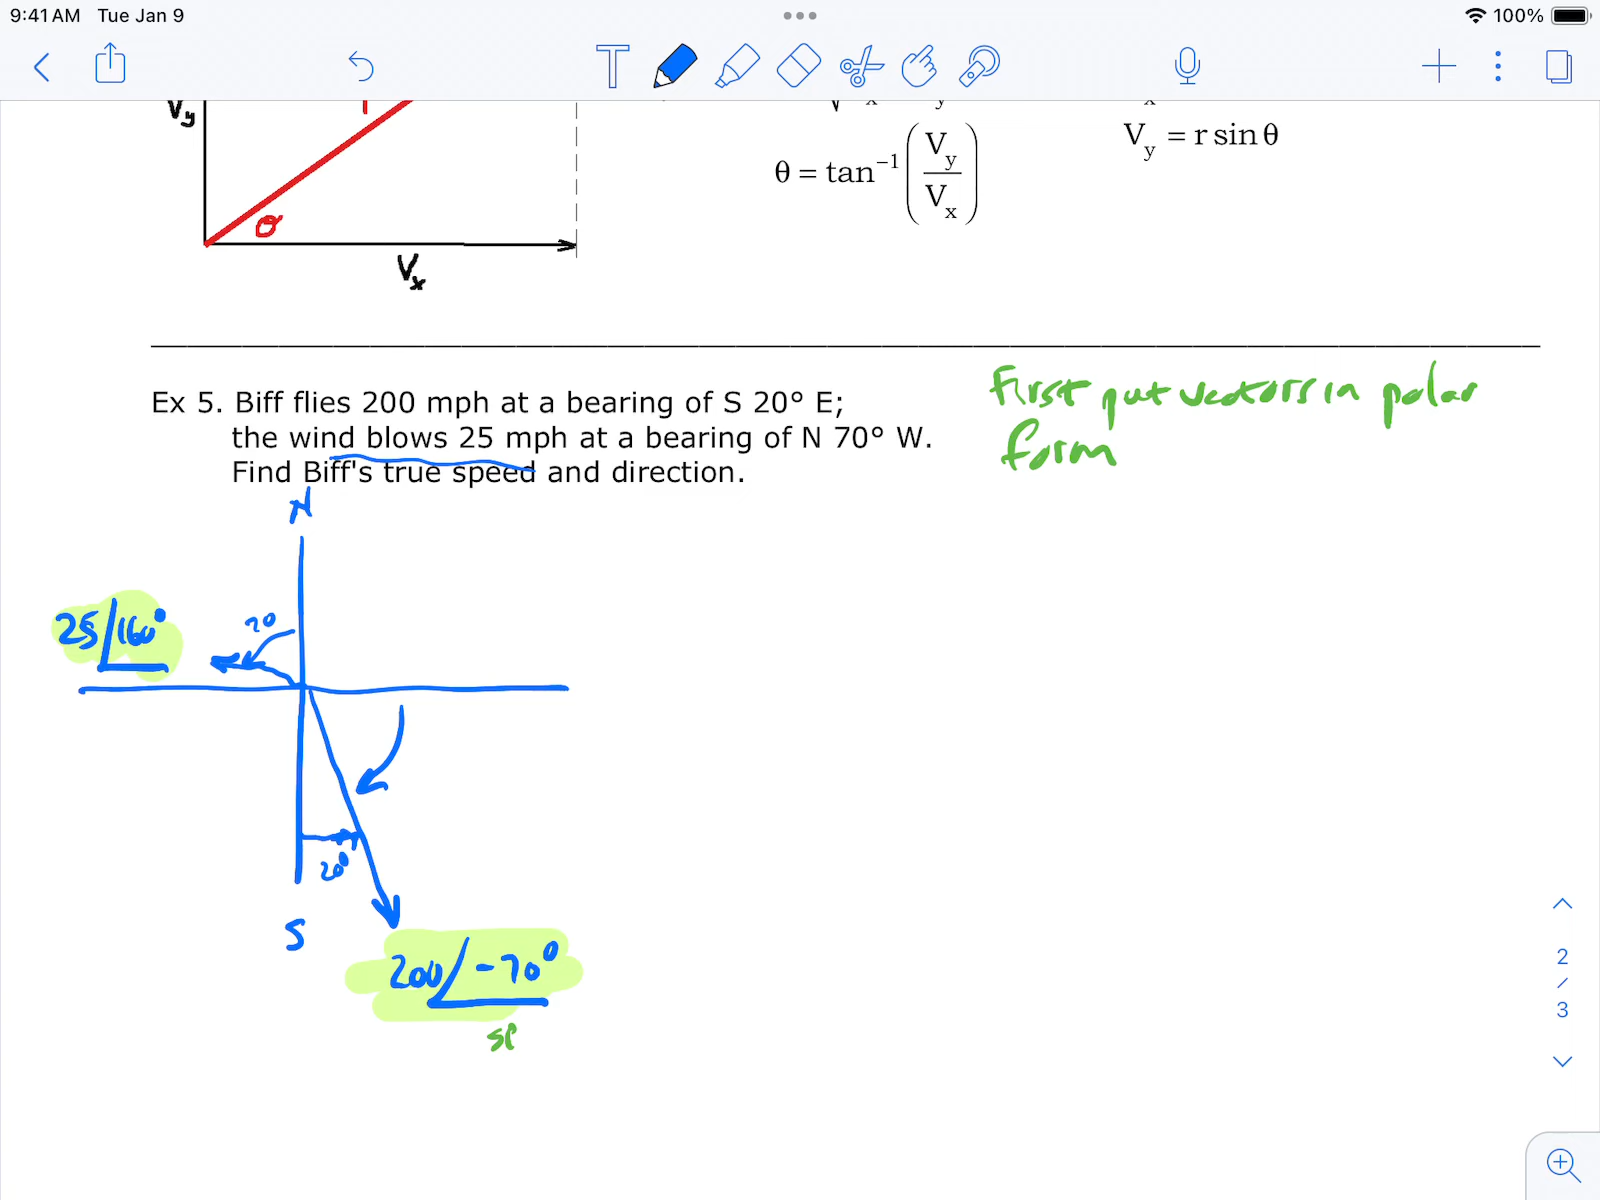 9:41 AM Tue Jan 9
100%
Vy
r
θ
Vx
θ = tan⁻¹ (Vy / Vx)
Vy = r sin θ
Ex 5. Biff flies 200 mph at a bearing of S 20° E;
the wind blows 25 mph at a bearing of N 70° W.
Find Biff's true speed and direction.
First put vectors in polar
form
N
25/160°
70
20°
S
200/-70°
2
/
3